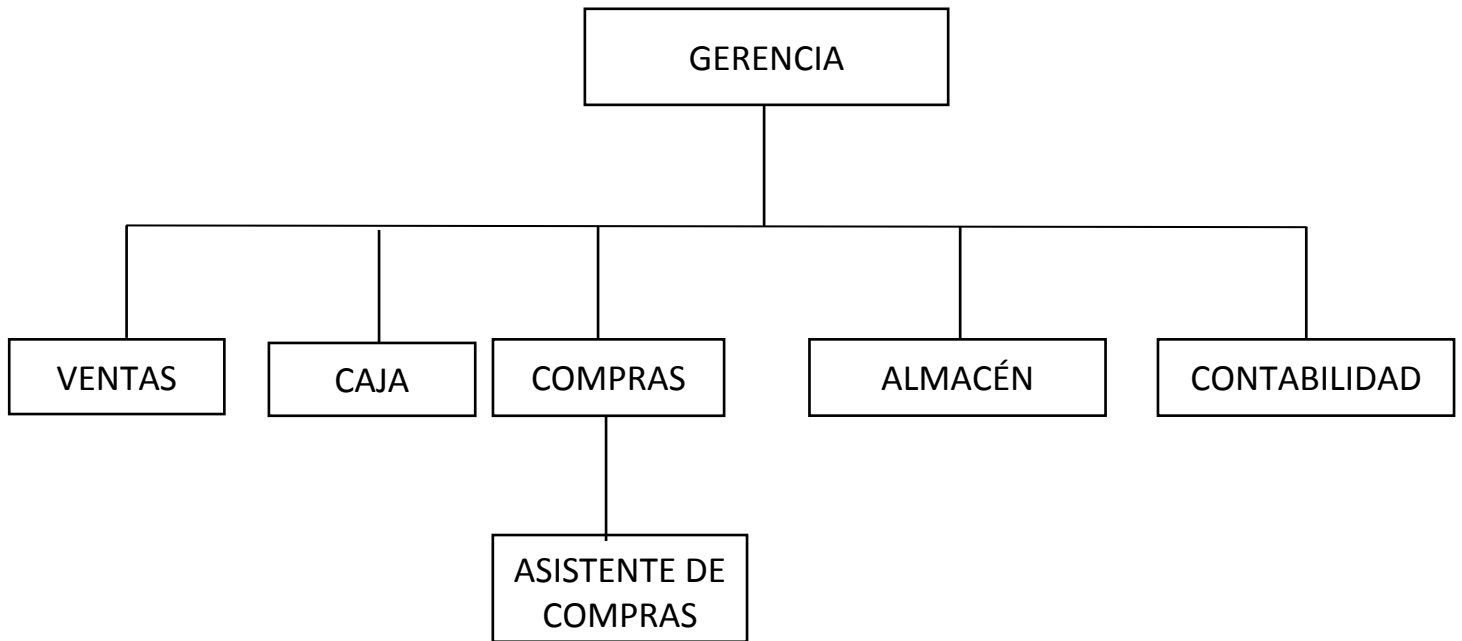 GERENCIA
VENTAS
CAJA
COMPRAS
ALMACÉN
CONTABILIDAD
ASISTENTE DE
COMPRAS